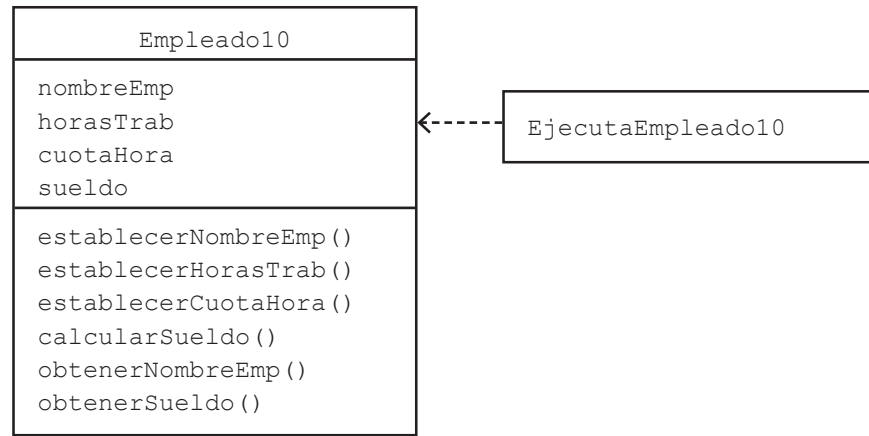 Empleado10
nombreEmp
horasTrab
cuotaHora
sueldo
establecerNombreEmp()
establecerHorasTrab()
establecerCuotaHora()
calcularSueldo()
obtenerNombreEmp()
obtenerSueldo()
EjecutaEmpleado10